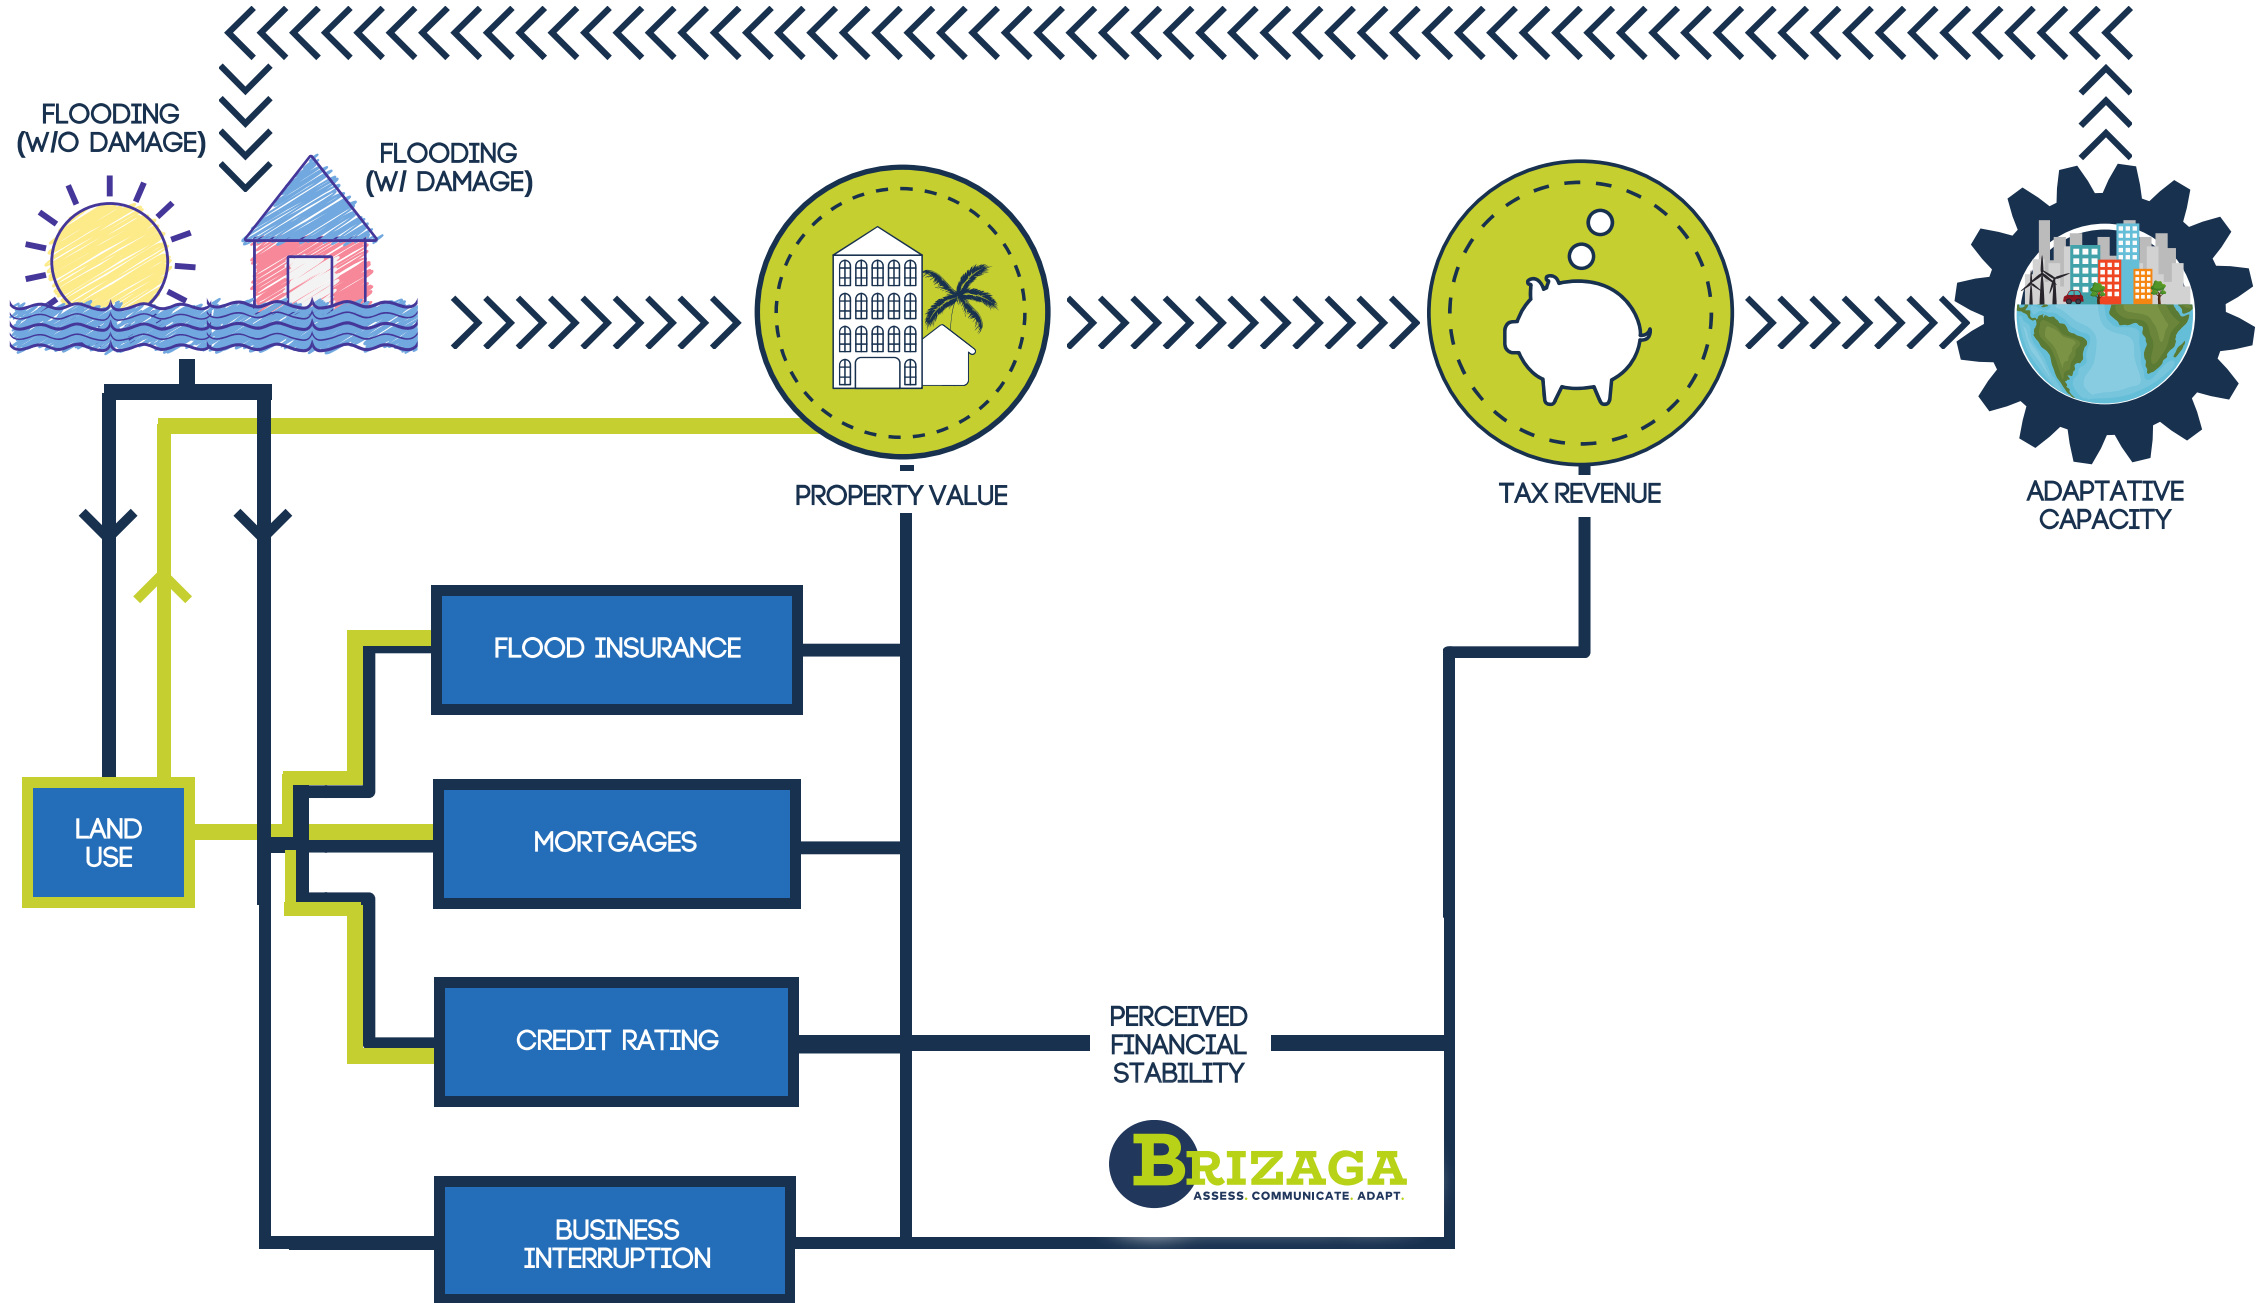 FLOODING
(W/O DAMAGE)
FLOODING
(W/ DAMAGE)
PROPERTY VALUE
TAX REVENUE
ADAPTATIVE
CAPACITY
FLOOD INSURANCE
LAND
USE
MORTGAGES
CREDIT RATING
PERCEIVED
FINANCIAL
STABILITY
BRIZAGA
ASSESS. COMMUNICATE. ADAPT.
BUSINESS
INTERRUPTION